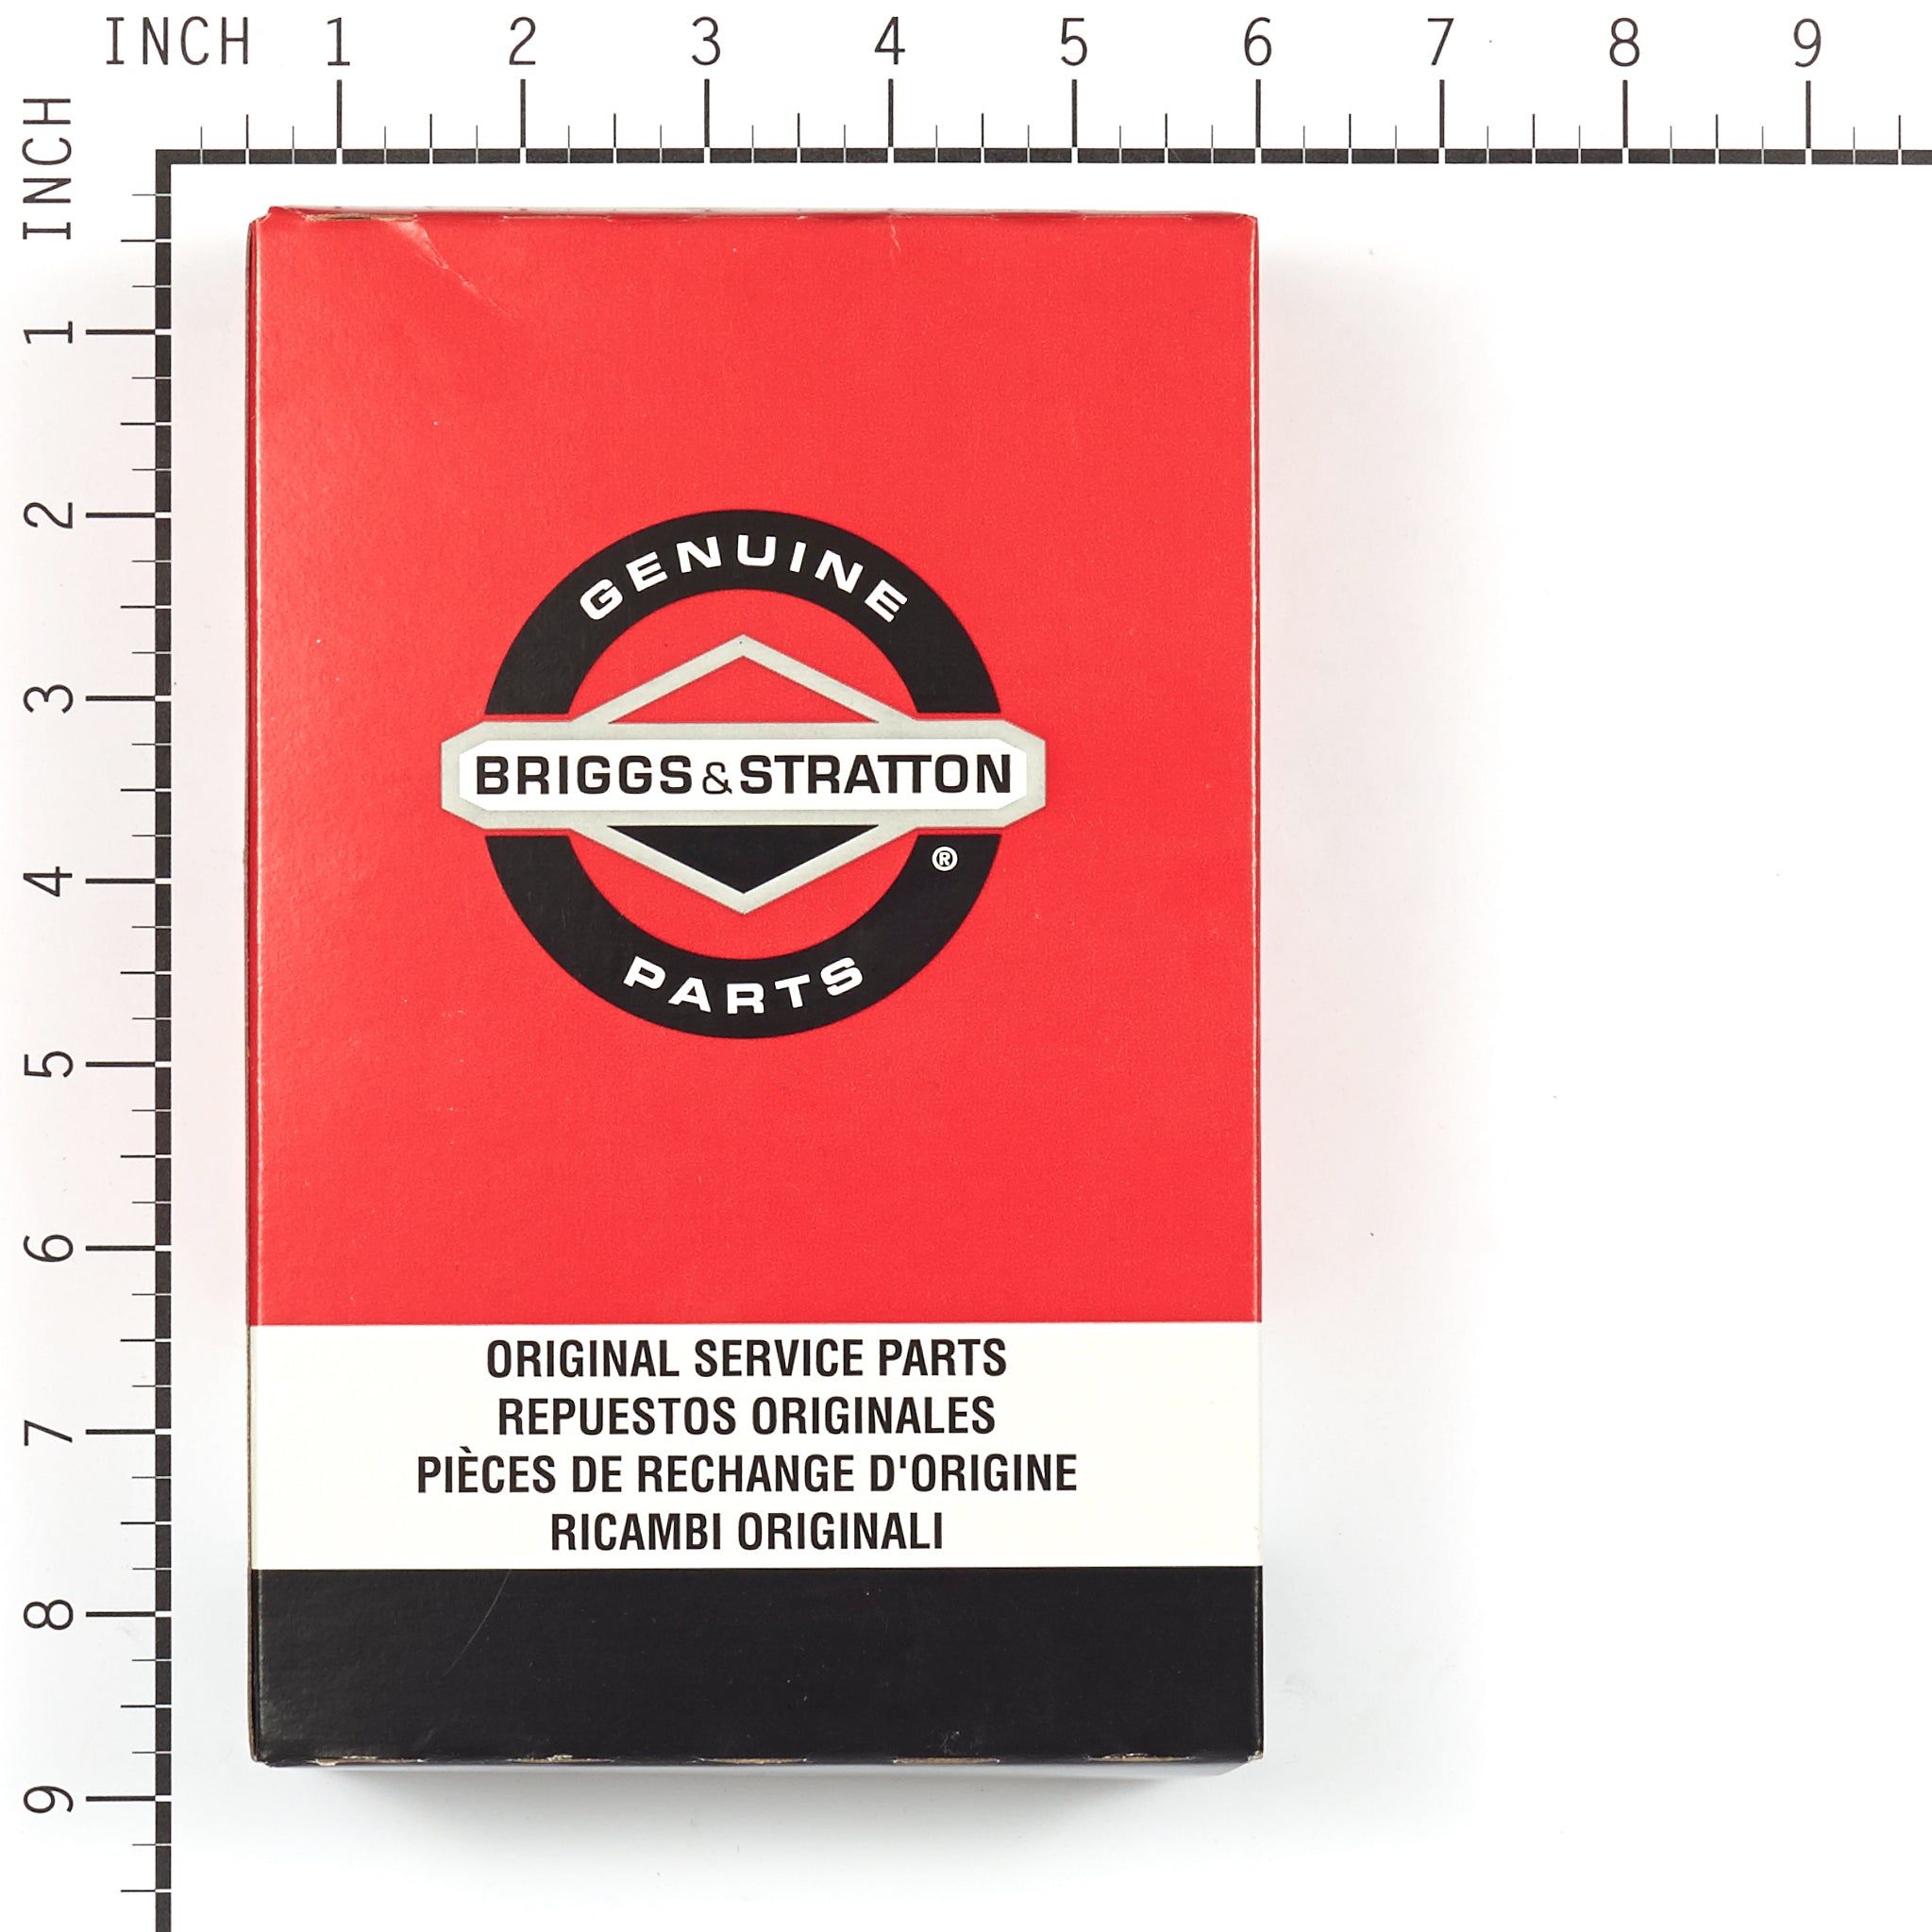 INCH 1 2 3 4 5 6 7 8 9
INCH 1 2 3 4 5 6 7 8 9
GENUINE
BRIGGS & STRATTON
®
PARTS
ORIGINAL SERVICE PARTS
REPUESTOS ORIGINALES
PIÈCES DE RECHANGE D'ORIGINE
RICAMBI ORIGINALI